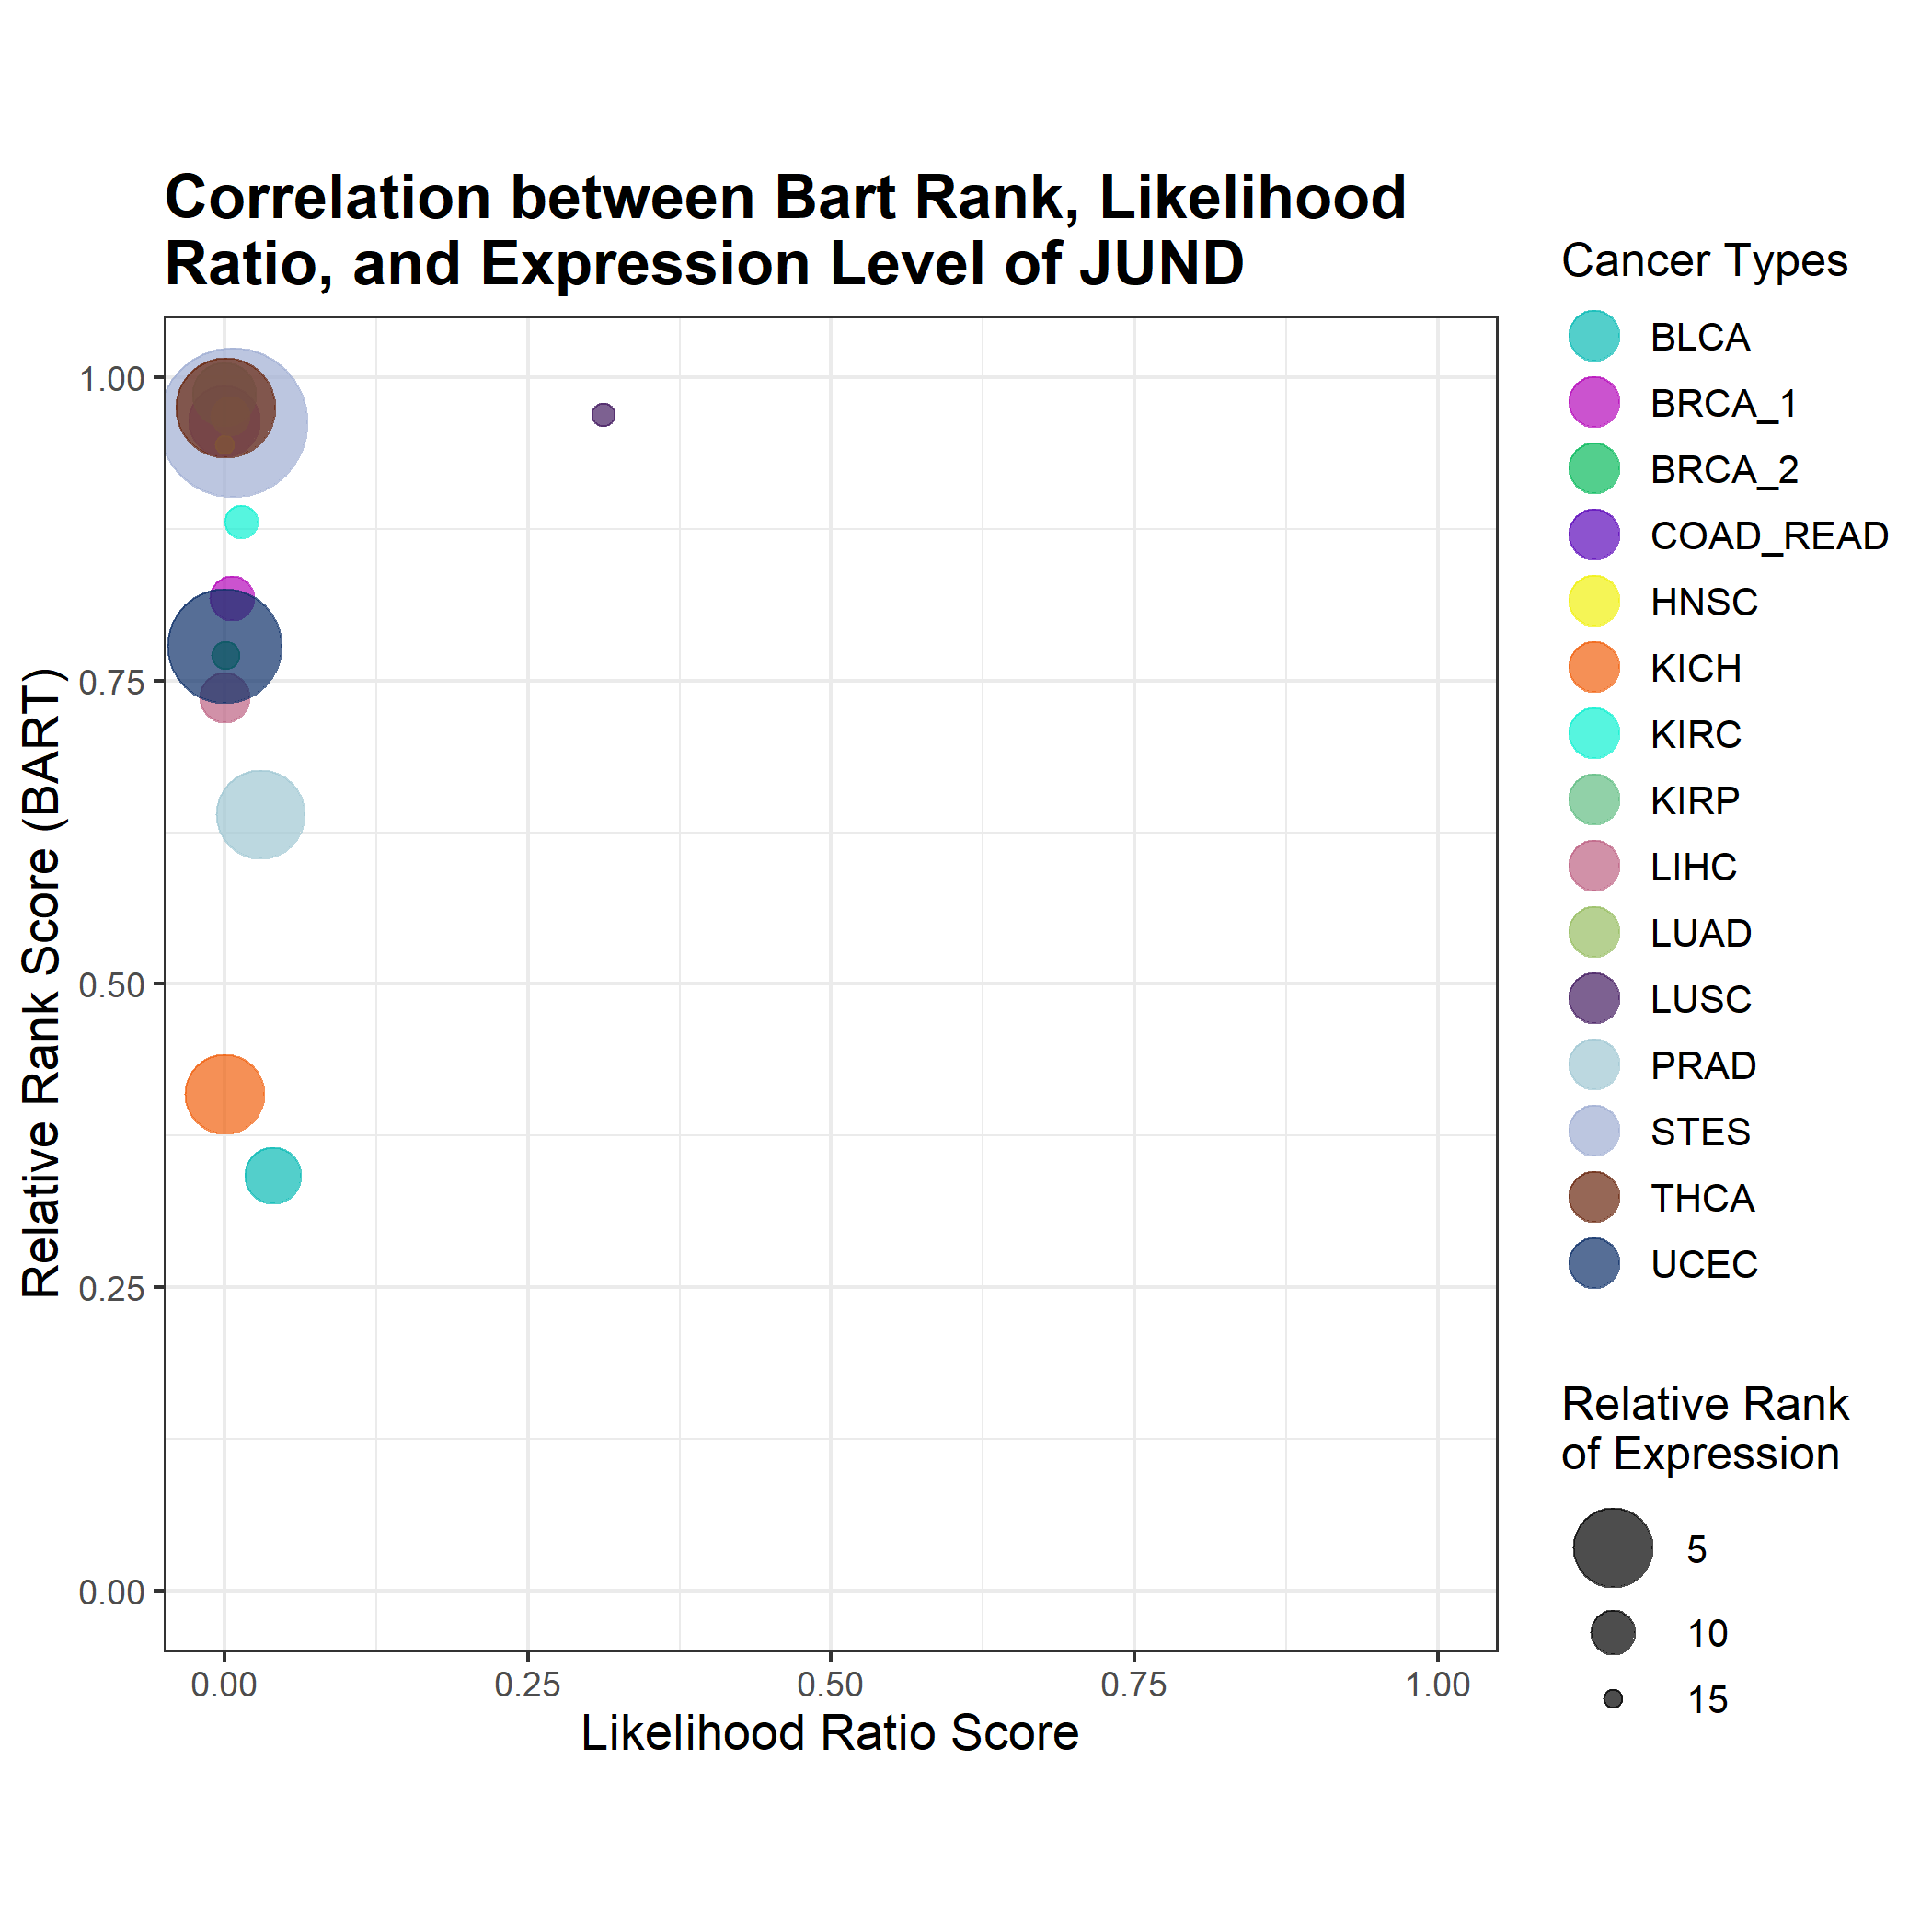 Correlation between Bart Rank, Likelihood
Ratio, and Expression Level of JUND
Relative Rank Score (BART)
1.00
0.75
0.50
0.25
0.00
0.00 0.25 0.50 0.75 1.00
Likelihood Ratio Score
Cancer Types
BLCA
BRCA_1
BRCA_2
COAD_READ
HNSC
KICH
KIRC
KIRP
LIHC
LUAD
LUSC
PRAD
STES
THCA
UCEC
Relative Rank
of Expression
5
10
15